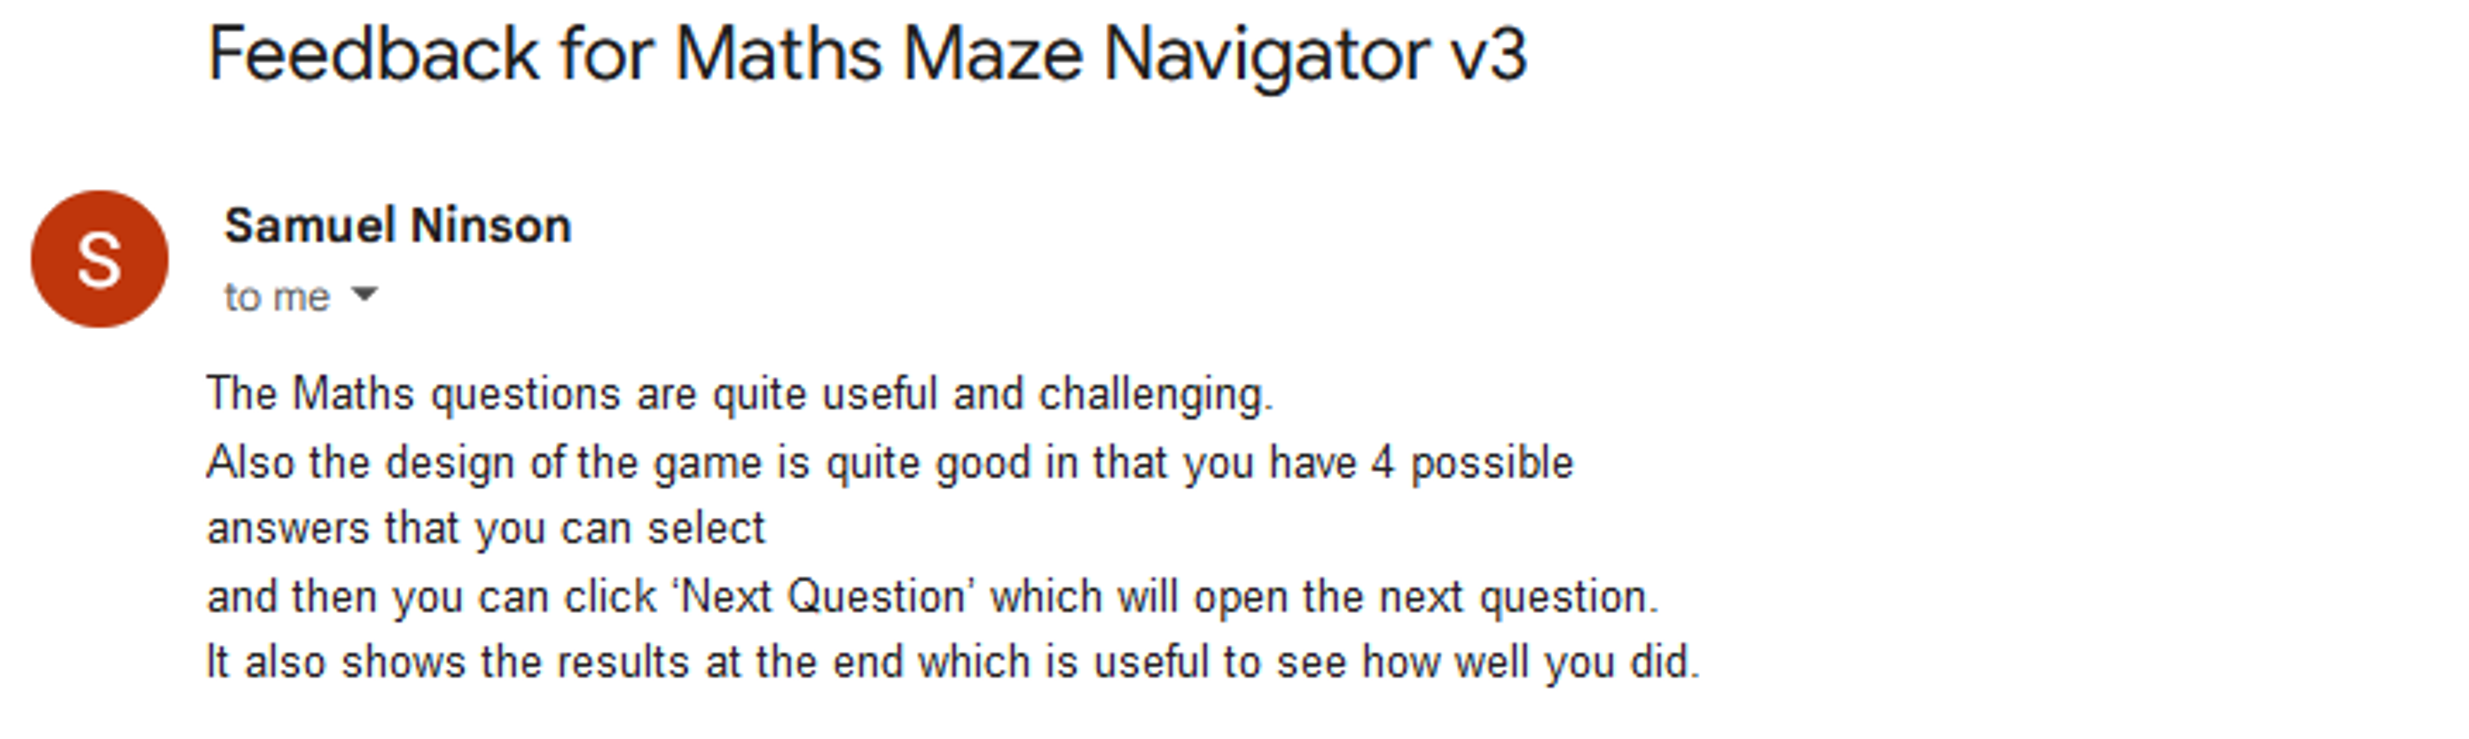 Feedback for Maths Maze Navigator v3
S
Samuel Ninson
to me
The Maths questions are quite useful and challenging.
Also the design of the game is quite good in that you have 4 possible
answers that you can select
and then you can click ‘Next Question’ which will open the next question.
It also shows the results at the end which is useful to see how well you did.